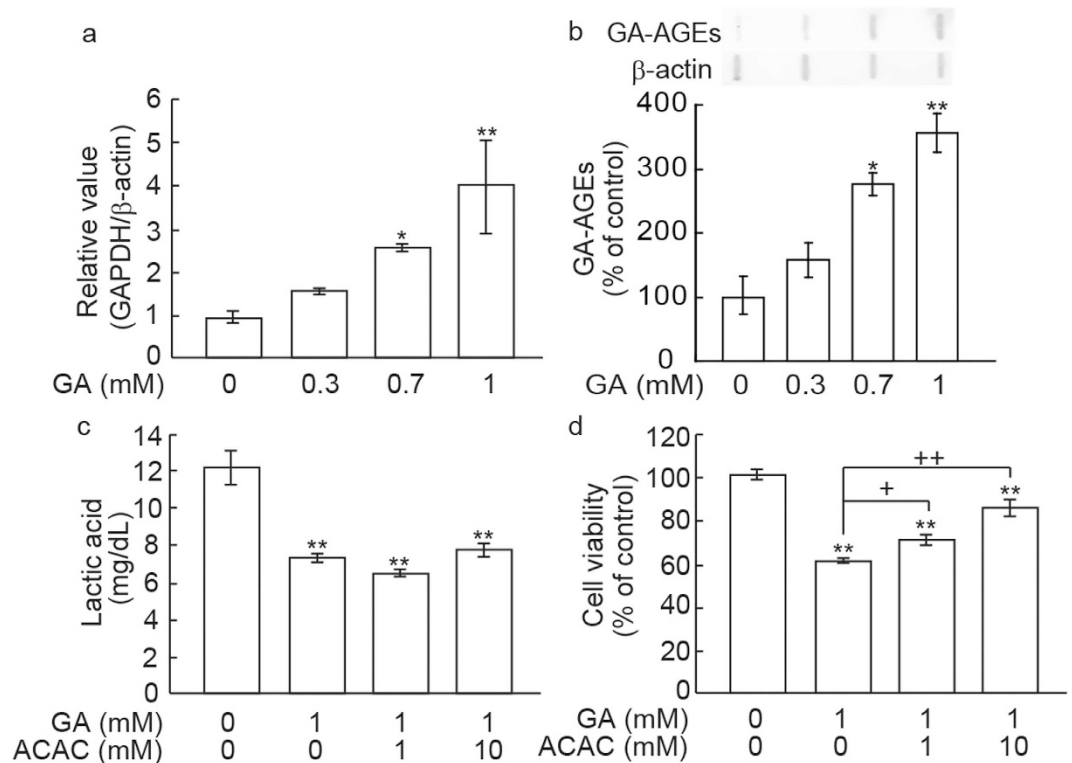 a
Relative value
(GAPDH/β-actin)
6
5
4
3
2
1
0
*
**
GA (mM) 0 0.3 0.7 1
b
GA-AGEs
β-actin
GA-AGEs
(% of control)
400
300
200
100
0
*
**
GA (mM) 0 0.3 0.7 1
c
Lactic acid
(mg/dL)
14
12
10
8
6
4
2
0
** ** **
GA (mM) 0 1 1 1
ACAC (mM) 0 0 1 10
d
Cell viability
(% of control)
120
100
80
60
40
20
0
++
+
** ** **
GA (mM) 0 1 1 1
ACAC (mM) 0 0 1 10